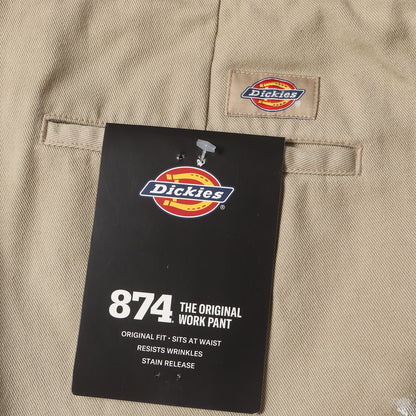 Dickies
Dickies®
874® THE ORIGINAL
WORK PANT
ORIGINAL FIT • SITS AT WAIST
RESISTS WRINKLES
STAIN RELEASE